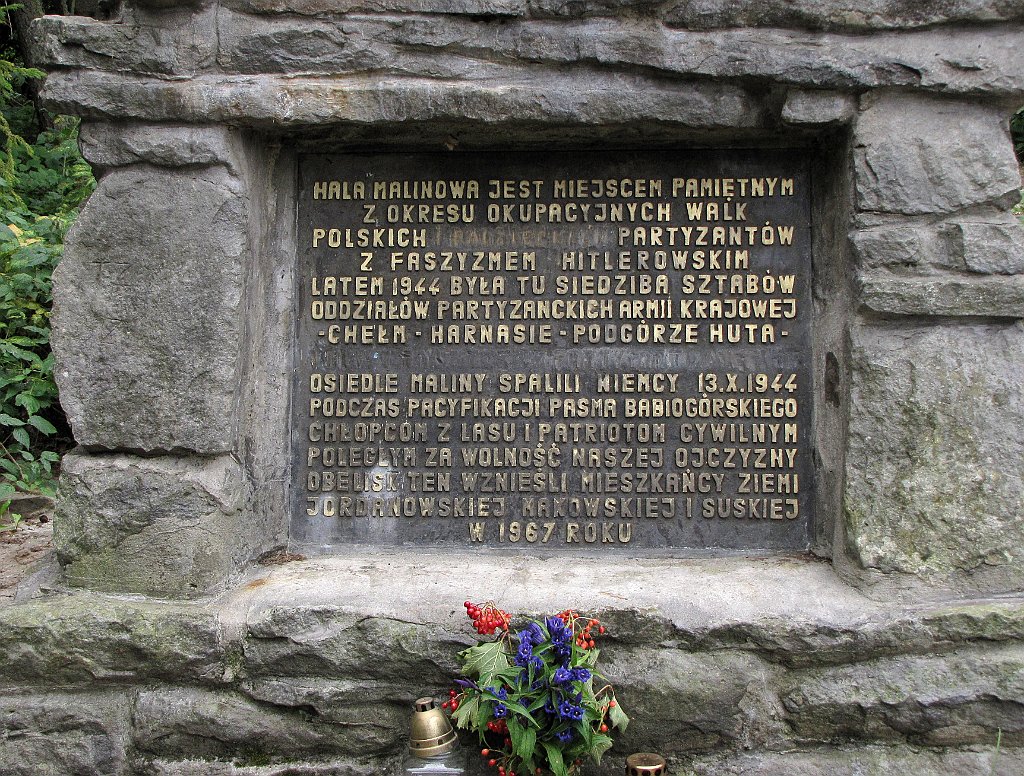 HALA MALINOWA JEST MIEJSCEM PAMIĘTNYM
Z OKRESU OKUPACYJNYCH WALK
POLSKICH I RADZIECKICH PARTYZANTÓW
Z FASZYZMEM HITLEROWSKIM
LATEM 1944 BYŁA TU SIEDZIBA SZTABÓW
ODDZIAŁÓW PARTYZANCKICH ARMII KRAJOWEJ
-CHEŁM - HARNASIE - PODGÓRZE HUTA -
OSIEDLE MALINY SPALILI NIEMCY 13.X.1944
PODCZAS PACYFIKACJI PASMA BABIOGÓRSKIEGO
CHŁOPCÓM Z LASU I PATRIOTOM CYWILNYM
POLEGŁYM ZA WOLNOŚĆ NASZEJ OJCZYZNY
OBELISK TEN WZNIEŚLI MIESZKAŃCY ZIEMI
JORDANOWSKIEJ MAKOWSKIEJ I SUSKIEJ
W 1967 ROKU